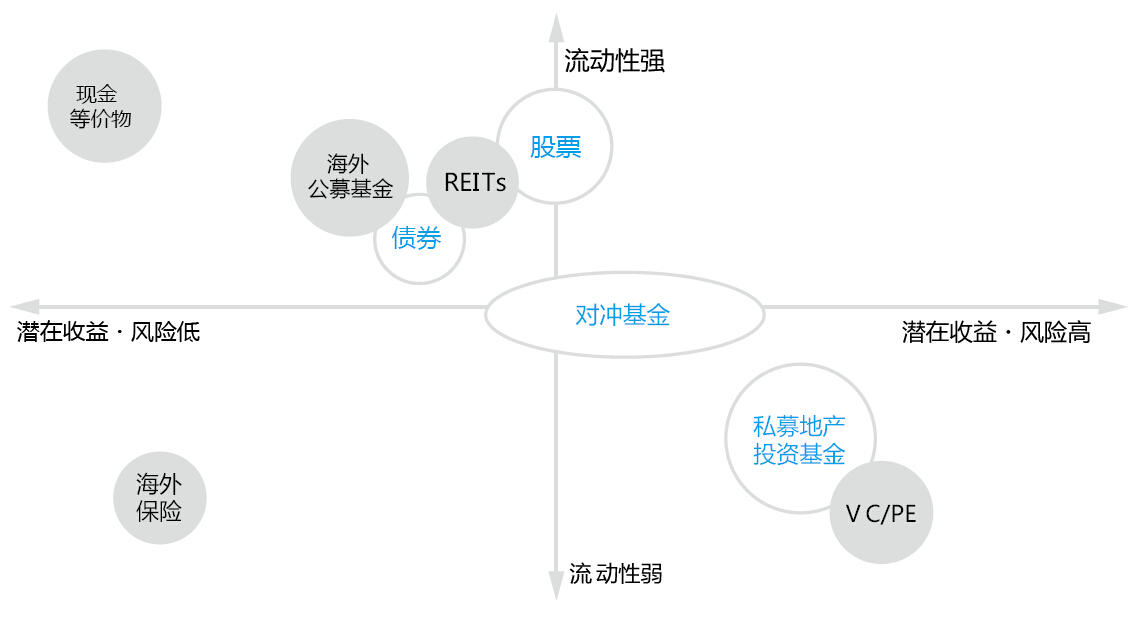 流动性强
现金
等价物
股票
海外
公募基金
REITs
债券
对冲基金
潜在收益·风险低
潜在收益·风险高
私募地产
投资基金
海外
保险
V C/PE
流 动性弱